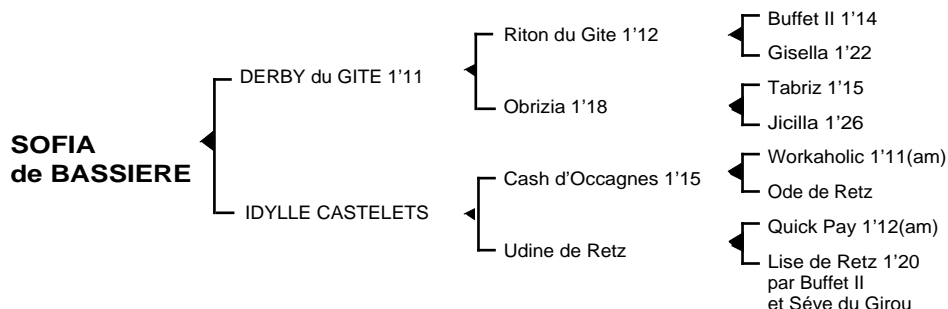 SOFIA
de BASSIERE
DERBY du GITE 1'11
IDYLLE CASTELETS
Riton du Gite 1'12
Obrizia 1'18
Cash d'Occagnes 1'15
Udine de Retz
Buffet II 1'14
Gisella 1'22
Tabriz 1'15
Jicilla 1'26
Workaholic 1'11(am)
Ode de Retz
Quick Pay 1'12(am)
Lise de Retz 1'20
par Buffet II
et Séve du Girou